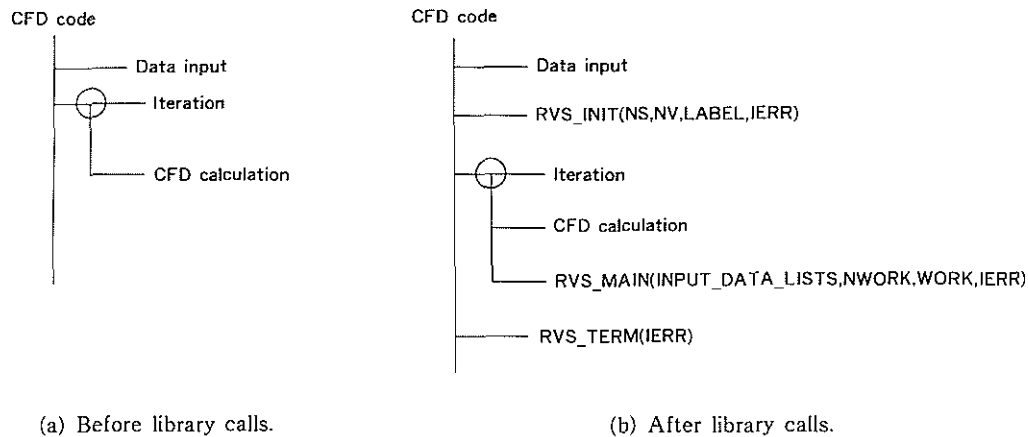 CFD code
Data input
Iteration
CFD calculation
(a) Before library calls.
CFD code
Data input
RVS_INIT(NS,NV,LABEL,IERR)
Iteration
CFD calculation
RVS_MAIN(INPUT_DATA_LISTS,NWORK,WORK,IERR)
RVS_TERM(IERR)
(b) After library calls.